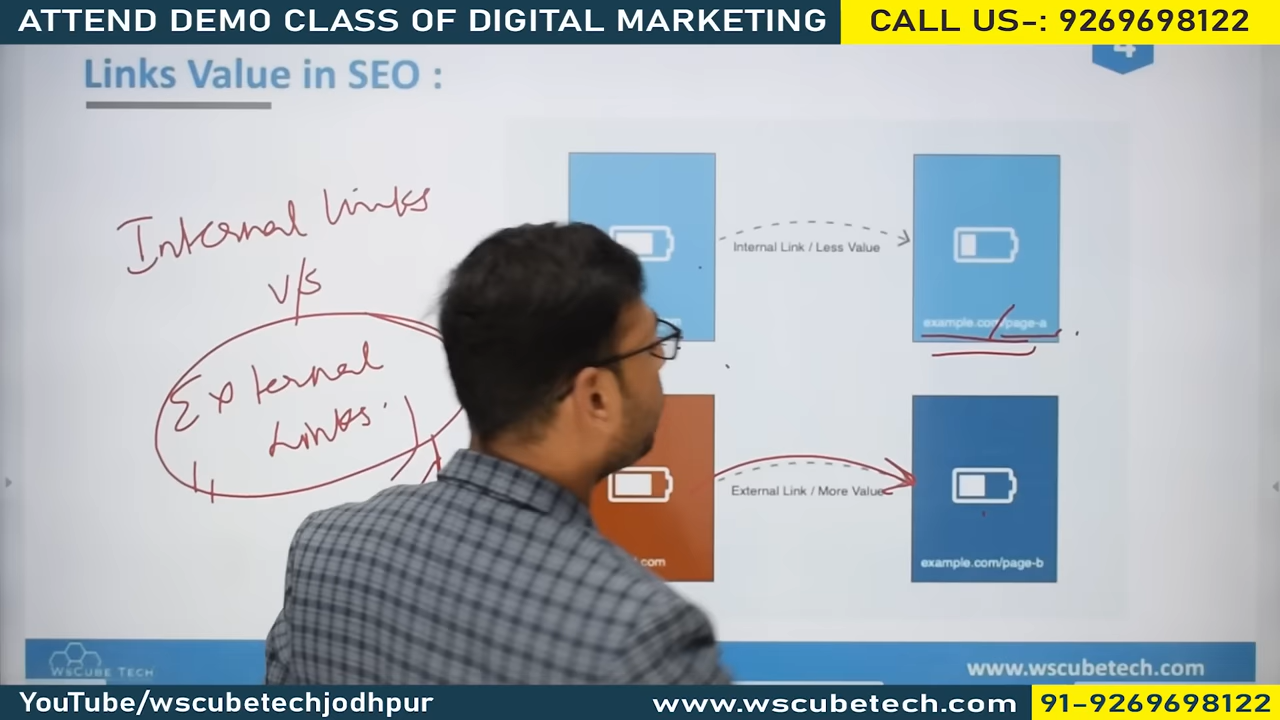 ATTEND DEMO CLASS OF DIGITAL MARKETING
CALL US-: 9269698122
4
Links Value in SEO :
Internal Links
v/s
External
Links.
Internal Link / Less Value
example.com/page-a
External Link / More Value
.com
example.com/page-b
WsCube Tech
www.wscubetech.com
YouTube/wscubetechjodhpur
www.wscubetech.com
91-9269698122